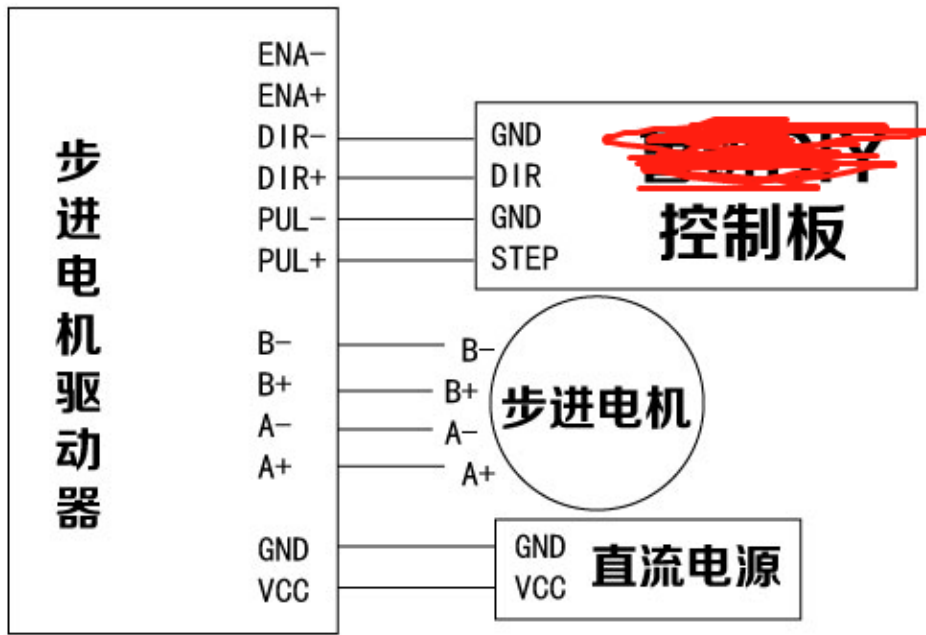 步进电机驱动器
ENA-
ENA+
DIR-
DIR+
PUL-
PUL+
B-
B+
A-
A+
GND
VCC
GND
DIR
GND
STEP
控制板
B-
B+
A-
A+
步进电机
GND
VCC
直流电源